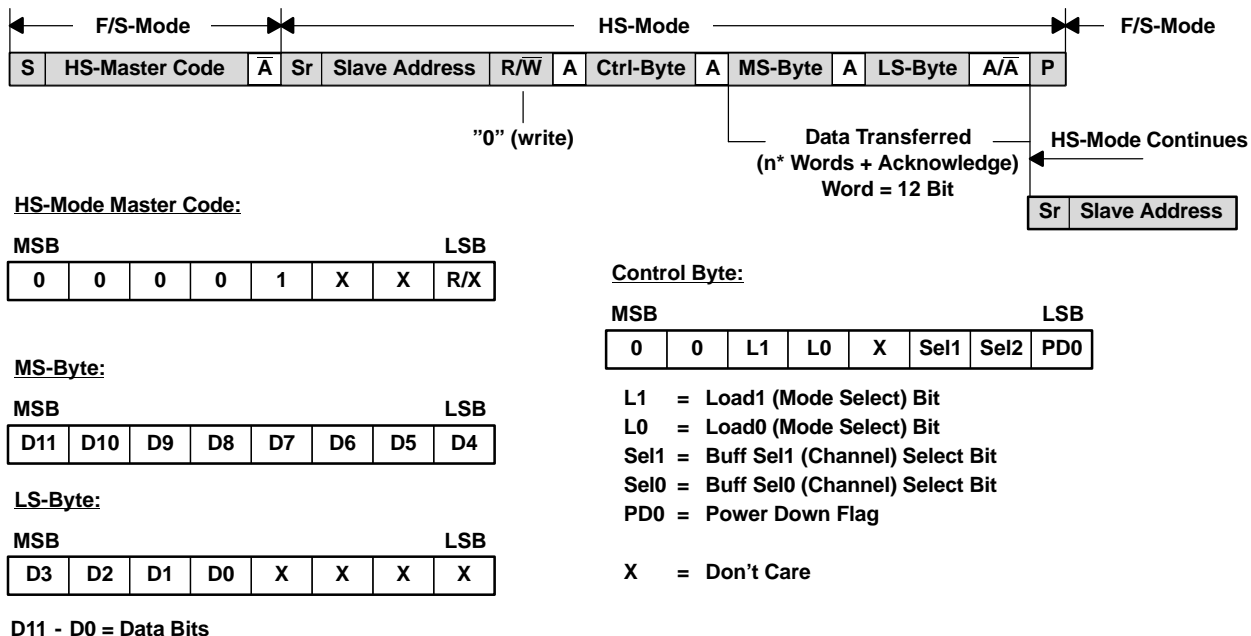 F/S-Mode HS-Mode F/S-Mode
S HS-Master Code A̅ Sr Slave Address R/W̅ A Ctrl-Byte A MS-Byte A LS-Byte A/A̅ P
”0” (write)
Data Transferred
(n* Words + Acknowledge)
Word = 12 Bit
HS-Mode Continues
Sr Slave Address
HS-Mode Master Code:
MSB LSB
0 0 0 0 1 X X R/X
MS-Byte:
MSB LSB
D11 D10 D9 D8 D7 D6 D5 D4
LS-Byte:
MSB LSB
D3 D2 D1 D0 X X X X
D11 - D0 = Data Bits
Control Byte:
MSB LSB
0 0 L1 L0 X Sel1 Sel2 PD0
L1 = Load1 (Mode Select) Bit
L0 = Load0 (Mode Select) Bit
Sel1 = Buff Sel1 (Channel) Select Bit
Sel0 = Buff Sel0 (Channel) Select Bit
PD0 = Power Down Flag
X = Don’t Care